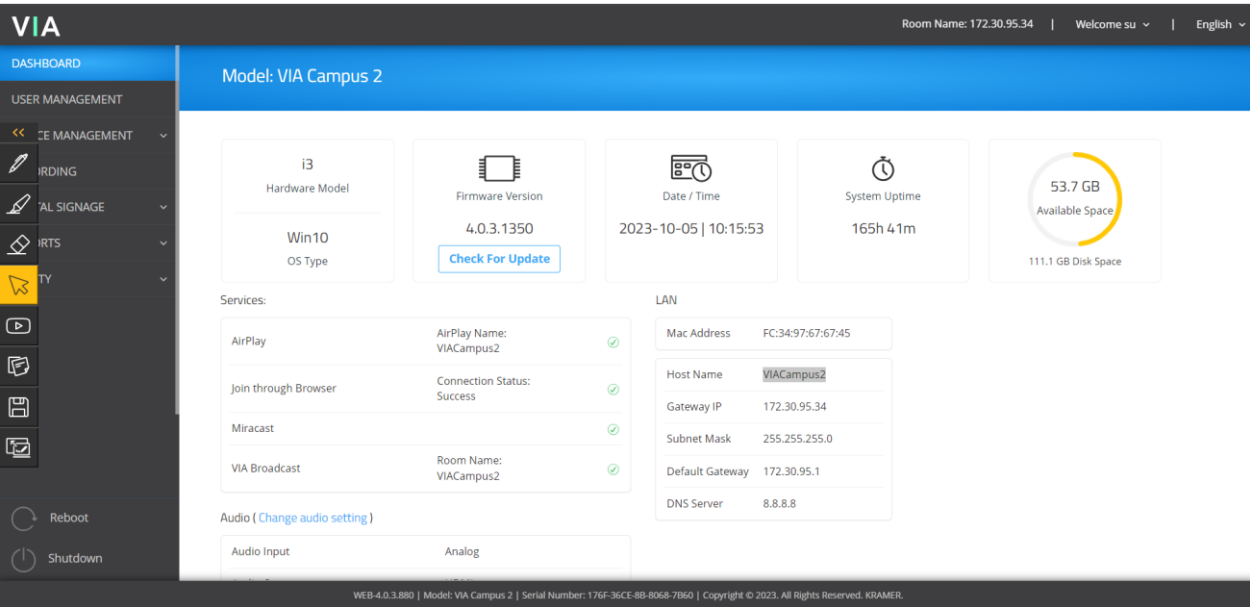 VIA
Room Name: 172.30.95.34 | Welcome su | English
DASHBOARD
USER MANAGEMENT
CE MANAGEMENT
ORDING
AL SIGNAGE
RTS
TY
Reboot
Shutdown
Model: VIA Campus 2
i3
Hardware Model
Win10
OS Type
Firmware Version
4.0.3.1350
Check For Update
Date / Time
2023-10-05 | 10:15:53
System Uptime
165h 41m
53.7 GB
Available Space
111.1 GB Disk Space
Services:
AirPlay
AirPlay Name:
VIACampus2
Join through Browser
Connection Status:
Success
Miracast
VIA Broadcast
Room Name:
VIACampus2
Audio ( Change audio setting )
Audio Input Analog
LAN
Mac Address FC:34:97:67:67:45
Host Name VIACampus2
Gateway IP 172.30.95.34
Subnet Mask 255.255.255.0
Default Gateway 172.30.95.1
DNS Server 8.8.8.8
WEB-4.0.3.880 | Model: VIA Campus 2 | Serial Number: 176F-36CE-8B-8068-7B60 | Copyright © 2023. All Rights Reserved. KRAMER.